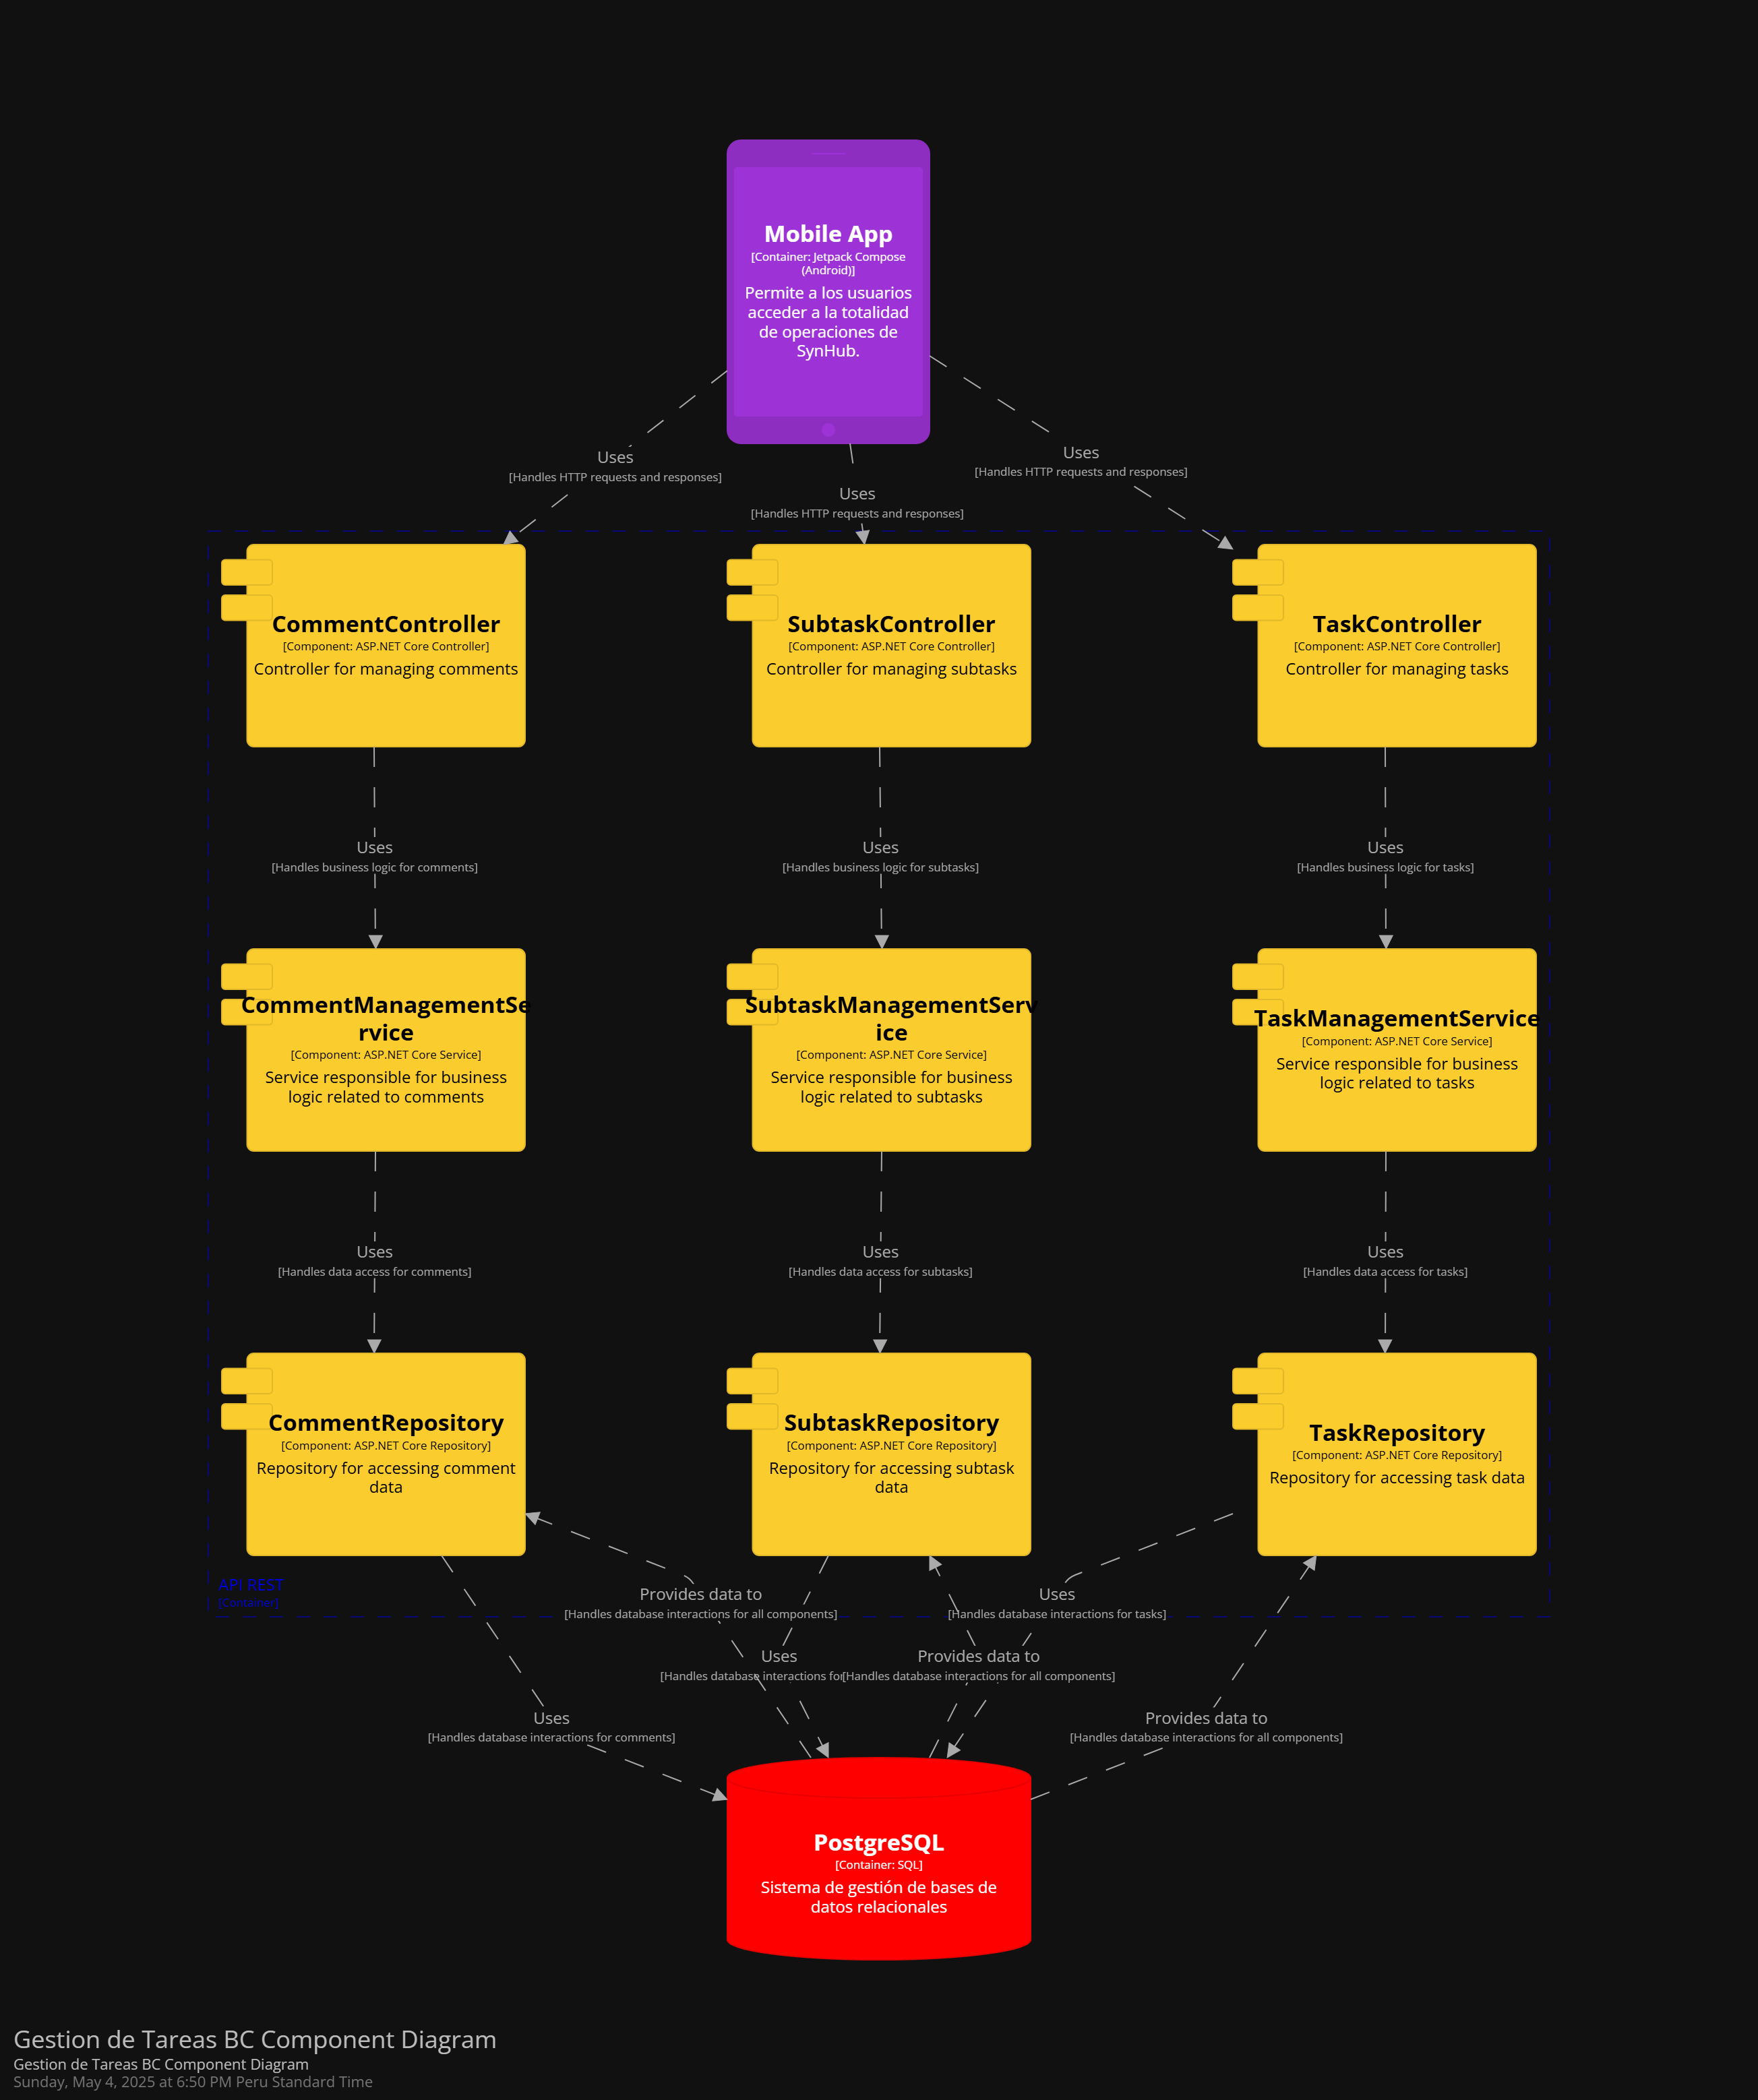 Mobile App
[Container: Jetpack Compose
(Android)]
Permite a los usuarios
acceder a la totalidad
de operaciones de
SynHub.
Uses
[Handles HTTP requests and responses]
Uses
[Handles HTTP requests and responses]
Uses
[Handles HTTP requests and responses]
CommentController
[Component: ASP.NET Core Controller]
Controller for managing comments
SubtaskController
[Component: ASP.NET Core Controller]
Controller for managing subtasks
TaskController
[Component: ASP.NET Core Controller]
Controller for managing tasks
Uses
[Handles business logic for comments]
Uses
[Handles business logic for subtasks]
Uses
[Handles business logic for tasks]
CommentManagementSe
rvice
[Component: ASP.NET Core Service]
Service responsible for business
logic related to comments
SubtaskManagementServ
ice
[Component: ASP.NET Core Service]
Service responsible for business
logic related to subtasks
TaskManagementService
[Component: ASP.NET Core Service]
Service responsible for business
logic related to tasks
Uses
[Handles data access for comments]
Uses
[Handles data access for subtasks]
Uses
[Handles data access for tasks]
CommentRepository
[Component: ASP.NET Core Repository]
Repository for accessing comment
data
SubtaskRepository
[Component: ASP.NET Core Repository]
Repository for accessing subtask
data
TaskRepository
[Component: ASP.NET Core Repository]
Repository for accessing task data
API REST
[Container]
Provides data to
[Handles database interactions for all components]
Uses
[Handles database interactions for tasks]
Uses
[Handles database interactions for
Provides data to
[Handles database interactions for all components]
Uses
[Handles database interactions for comments]
Provides data to
[Handles database interactions for all components]
PostgreSQL
[Container: SQL]
Sistema de gestión de bases de
datos relacionales
Gestion de Tareas BC Component Diagram
Gestion de Tareas BC Component Diagram
Sunday, May 4, 2025 at 6:50 PM Peru Standard Time